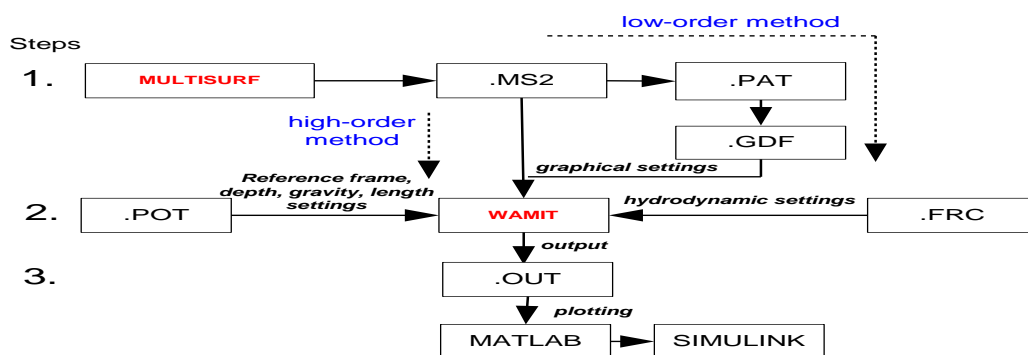 low-order method
Steps
1.
MULTISURF
.MS2
.PAT
high-order
method
.GDF
graphical settings
Reference frame,
depth, gravity, length
settings
2.
.POT
WAMIT
hydrodynamic settings
.FRC
output
3.
.OUT
plotting
MATLAB
SIMULINK